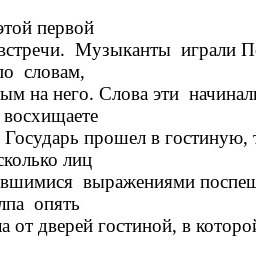 этой первой
встречи. Музыканты играли П
ло словам,
ым на него. Слова эти начинал
восхищаете
Государь прошел в гостиную, т
сколько лиц
вшимися выражениями поспеш
лпа опять
а от дверей гостиной, в которой